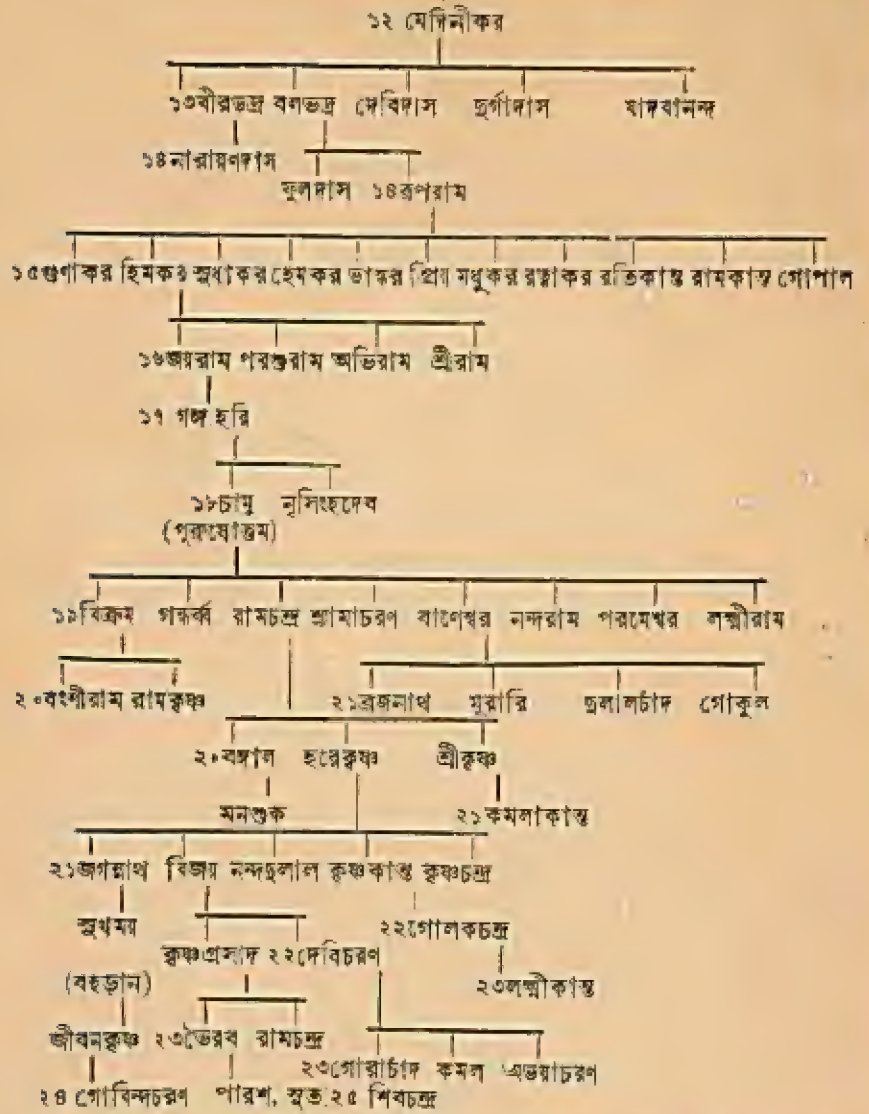 ১২ মেদিনীকর
১৩বীরভদ্র বলভদ্র দেবিদাস দুর্গাদাস যাদবানন্দ
১৪নারায়ণদাস
ফুলদাস ১৪রূপরাম
১৫গুণাকর হিমকর সুধাকর হেমকর ভাস্কর প্রিয় মধুকর রত্নাকর রতিকান্ত রামকান্ত গোপাল
১৬জয়রাম পরশুরাম অভিরাম শ্রীরাম
১৭ গঙ্গাহরি
১৮চামু নৃসিংহদেব
(পুরুষোত্তম)
১৯বিক্রম গন্ধর্ব্ব রামচন্দ্র শ্যামাচরণ বাণেশ্বর নন্দরাম পরমেশ্বর লক্ষ্মীরাম
২০বংশীরাম রামকৃষ্ণ ২১ব্রজনাথ মুরারি দুলালচাঁদ গোকুল
২০বঙ্গাল হরেকৃষ্ণ শ্রীকৃষ্ণ
মনশুক ২১কমলাকান্ত
২১জগন্নাথ বিজয় নন্দদুলাল কৃষ্ণকান্ত কৃষ্ণচন্দ্র
সুখময় ২২গোলকচন্দ্র
কৃষ্ণপ্রসাদ ২২দেবিচরণ
(বহড়ান) ২৩লক্ষ্মীকান্ত
জীবনকৃষ্ণ ২৩ভৈরব রামচন্দ্র
২৩গোরাচাঁদ কমল অভয়াচরণ
২৪ গোবিন্দচরণ পারশ, সুত ২৫ শিবচন্দ্র